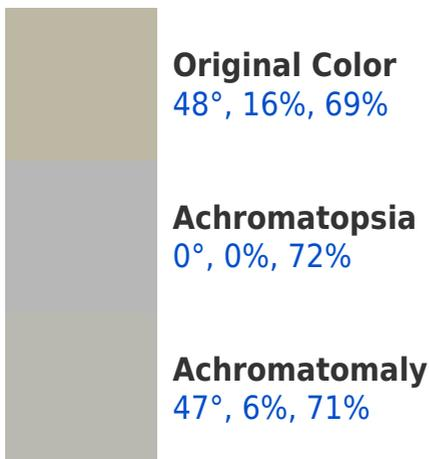 Original Color
48°, 16%, 69%
Achromatopsia
0°, 0%, 72%
Achromatomaly
47°, 6%, 71%